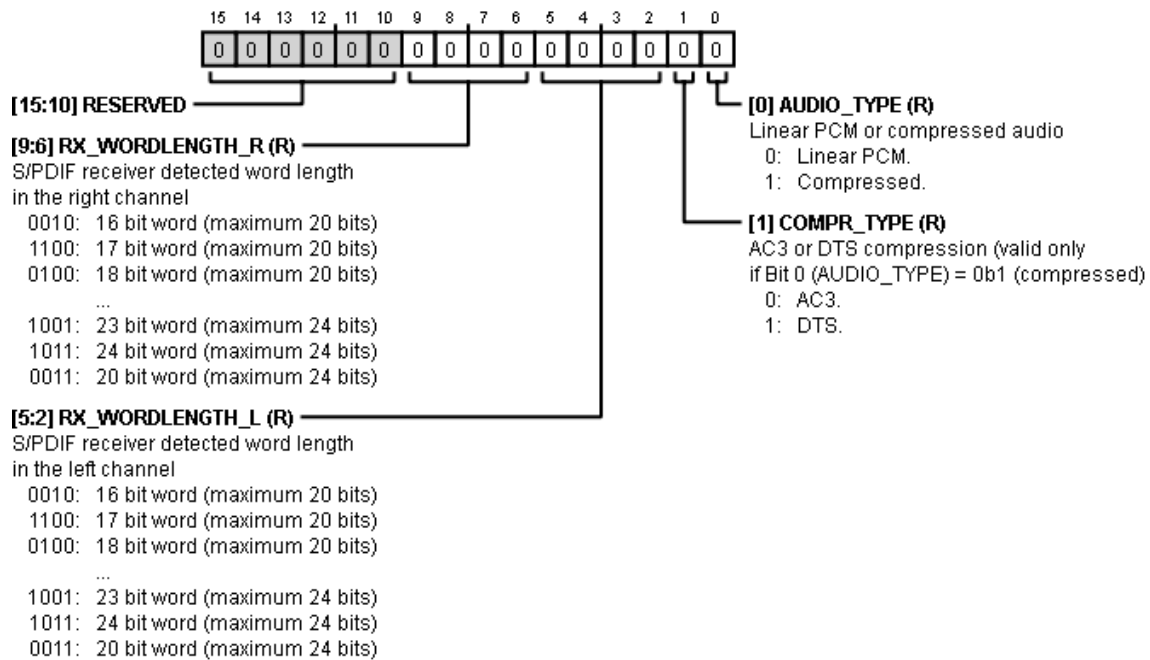 15 14 13 12 11 10 9 8 7 6 5 4 3 2 1 0
0 0 0 0 0 0 0 0 0 0 0 0 0 0 0 0
[15:10] RESERVED
[9:6] RX_WORDLENGTH_R (R)
S/PDIF receiver detected word length
in the right channel
0010: 16 bit word (maximum 20 bits)
1100: 17 bit word (maximum 20 bits)
0100: 18 bit word (maximum 20 bits)
...
1001: 23 bit word (maximum 24 bits)
1011: 24 bit word (maximum 24 bits)
0011: 20 bit word (maximum 24 bits)
[5:2] RX_WORDLENGTH_L (R)
S/PDIF receiver detected word length
in the left channel
0010: 16 bit word (maximum 20 bits)
1100: 17 bit word (maximum 20 bits)
0100: 18 bit word (maximum 20 bits)
...
1001: 23 bit word (maximum 24 bits)
1011: 24 bit word (maximum 24 bits)
0011: 20 bit word (maximum 24 bits)
[0] AUDIO_TYPE (R)
Linear PCM or compressed audio
0: Linear PCM.
1: Compressed.
[1] COMPR_TYPE (R)
AC3 or DTS compression (valid only
if Bit 0 (AUDIO_TYPE) = 0b1 (compressed)
0: AC3.
1: DTS.